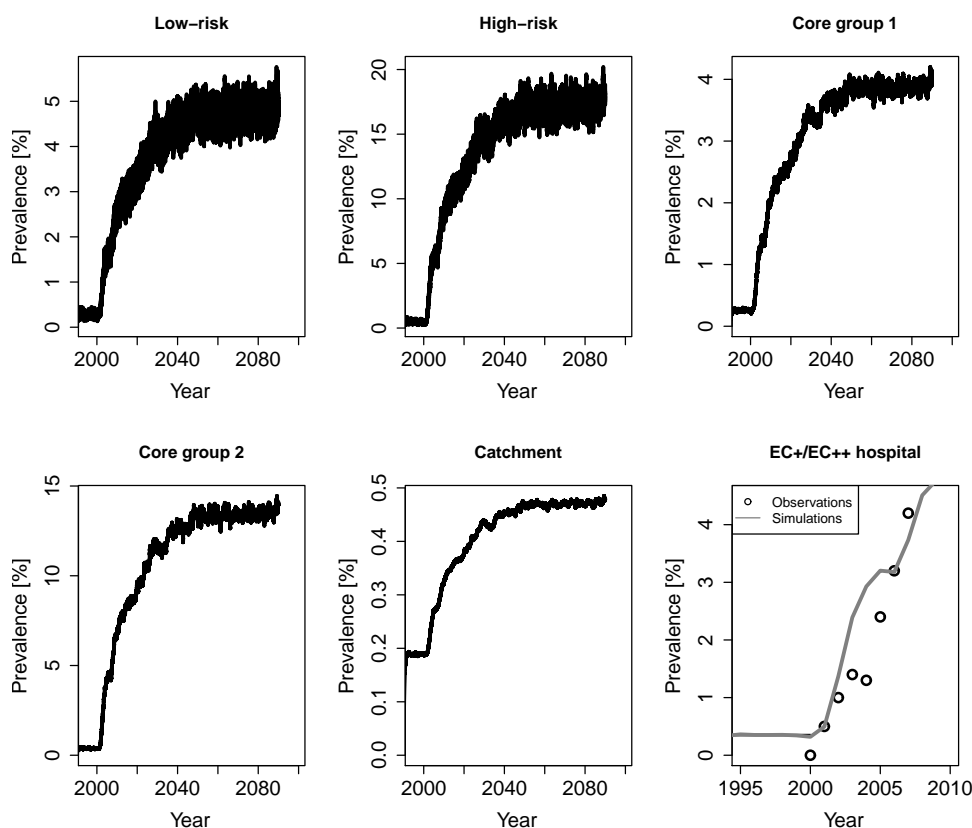 Low−risk
High−risk
Core group 1
Prevalence [%]
0
1
2
3
4
5
2000
2040
2080
Year
Prevalence [%]
0
5
10
15
20
2000
2040
2080
Year
Prevalence [%]
0
1
2
3
4
2000
2040
2080
Year
Core group 2
Catchment
EC+/EC++ hospital
Prevalence [%]
0
5
10
15
2000
2040
2080
Year
Prevalence [%]
0.0
0.1
0.2
0.3
0.4
0.5
2000
2040
2080
Year
Observations
Simulations
Prevalence [%]
0
1
2
3
4
1995
2000
2005
2010
Year